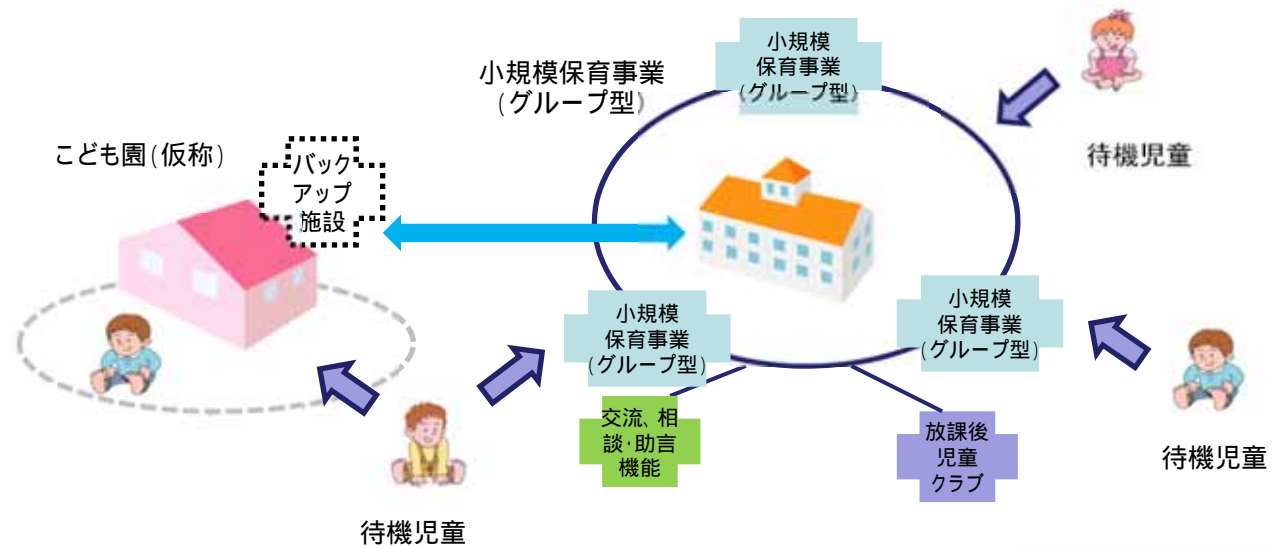 小規模
保育事業
(グループ型)
小規模保育事業
(グループ型)
待機児童
こども園(仮称)
バック
アップ
施設
小規模
保育事業
(グループ型)
小規模
保育事業
(グループ型)
交流、相
談・助言
機能
放課後
児童
クラブ
待機児童
待機児童